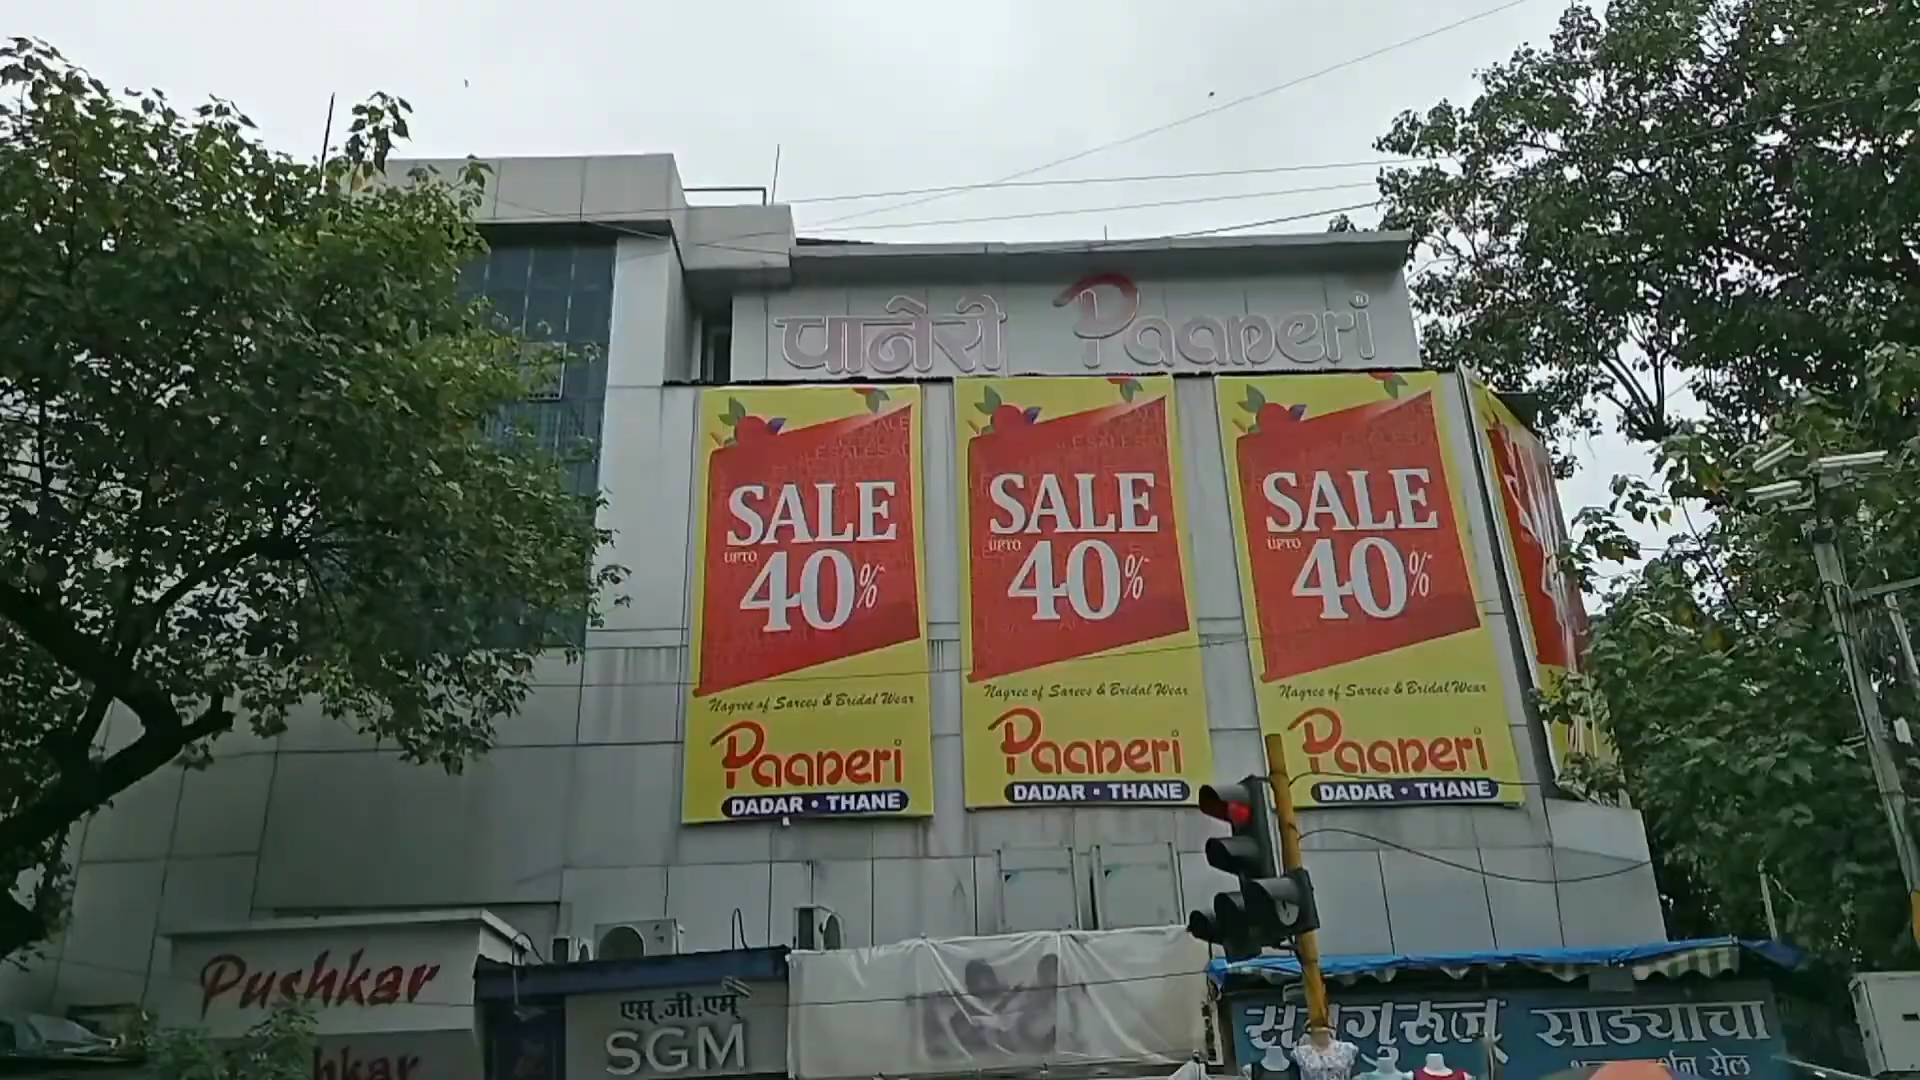 पानेरी Paaneri
SALE
UPTO
40%
Nagree of Sarees & Bridal Wear
Paaneri
DADAR • THANE
SALE
UPTO
40%
Nagree of Sarees & Bridal Wear
Paaneri
DADAR • THANE
SALE
UPTO
40%
Nagree of Sarees & Bridal Wear
Paaneri
DADAR • THANE
Pushkar
एस्.जी.एम्
SGM
साड्यांचा
सेल